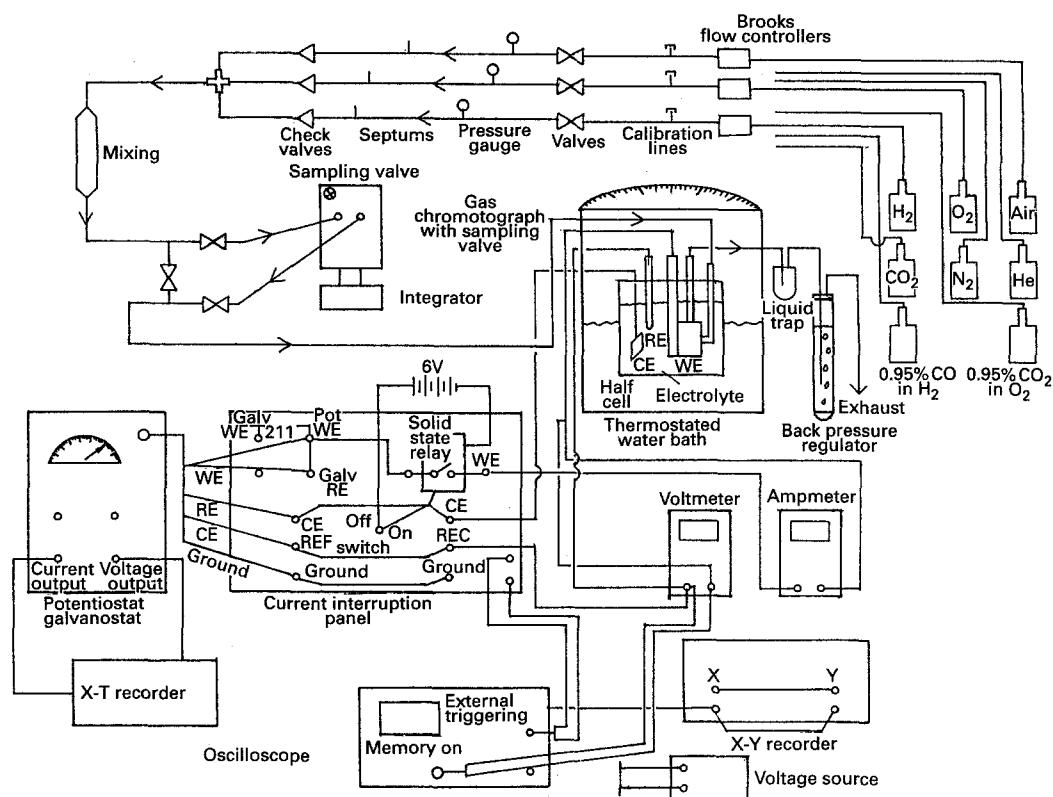 Brooks
flow controllers
Check
valves
Septums
Pressure
gauge
Valves
Calibration
lines
Mixing
Sampling valve
Gas
chromotograph
with sampling
valve
Integrator
H2
O2
Air
CO2
N2
He
Liquid
trap
0.95% CO
in H2
0.95% CO2
in O2
RE
CE
WE
Half
cell
Electrolyte
Thermostated
water bath
Exhaust
Back pressure
regulator
6V
Galv
WE
211
Pot
WE
Solid
state
relay
WE
WE
Galv
RE
RE
CE
CE
Off
On
CE
REF
switch
REC
Ground
Ground
Ground
Current
output
Voltage
output
Potentiostat
galvanostat
Current interruption
panel
Voltmeter
Ampmeter
X-T recorder
Oscilloscope
External
triggering
Memory on
X
Y
X-Y recorder
Voltage source